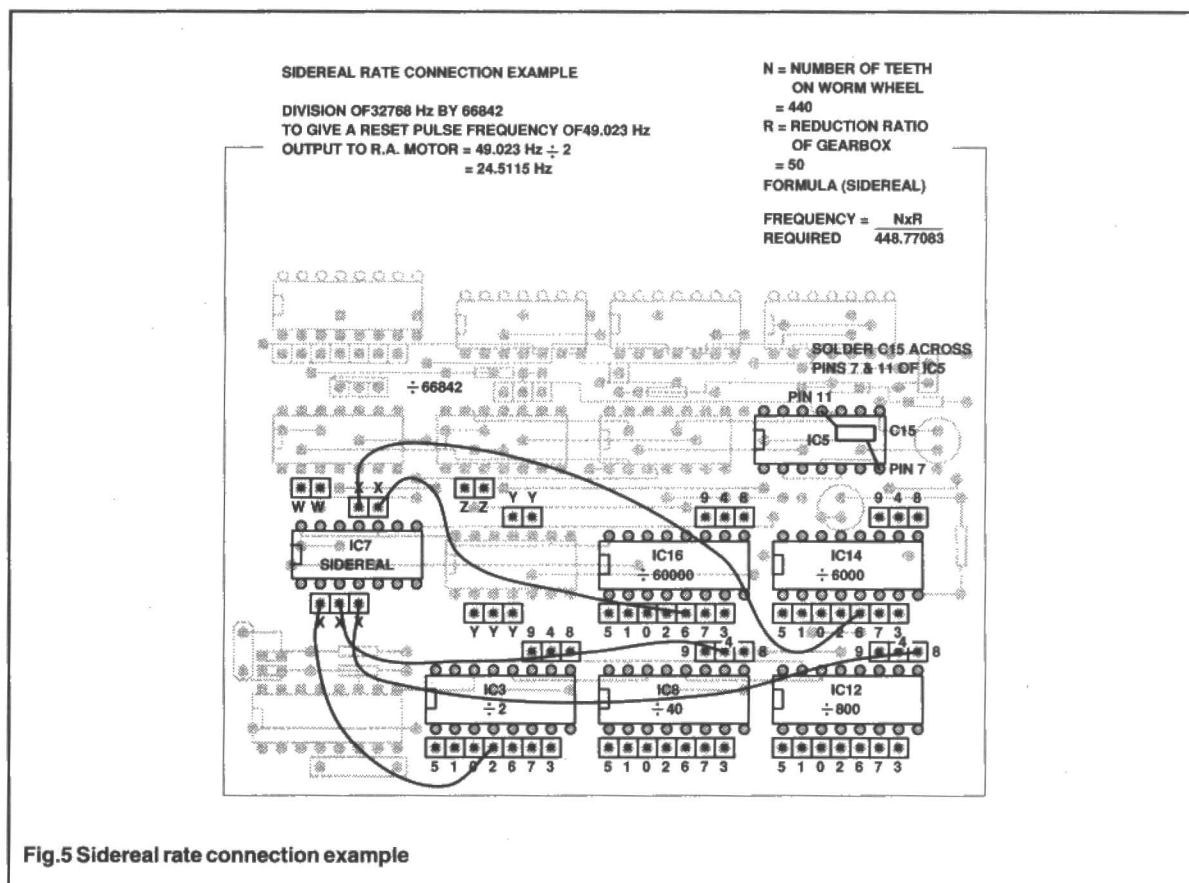 SIDEREAL RATE CONNECTION EXAMPLE
DIVISION OF32768 Hz BY 66842
TO GIVE A RESET PULSE FREQUENCY OF49.023 Hz
OUTPUT TO R.A. MOTOR = 49.023 Hz ÷ 2
= 24.5115 Hz
N = NUMBER OF TEETH
ON WORM WHEEL
= 440
R = REDUCTION RATIO
OF GEARBOX
= 50
FORMULA (SIDEREAL)
FREQUENCY = NxR
REQUIRED 448.77083
SOLDER C15 ACROSS
PINS 7 & 11 OF IC5
÷ 66842
PIN 11
IC5
C15
PIN 7
W W
X X
Z Z
Y Y
9 4 8
9 4 8
IC7
SIDEREAL
IC16
÷60000
IC14
÷6000
X X X
Y Y Y
5 1 0 2 6 7 3
5 1 0 2 6 7 3
9 4 8
9 4 8
9 4 8
IC3
÷2
IC8
÷40
IC12
÷800
5 1 0 2 6 7 3
5 1 0 2 6 7 3
5 1 0 2 6 7 3
Fig.5 Sidereal rate connection example